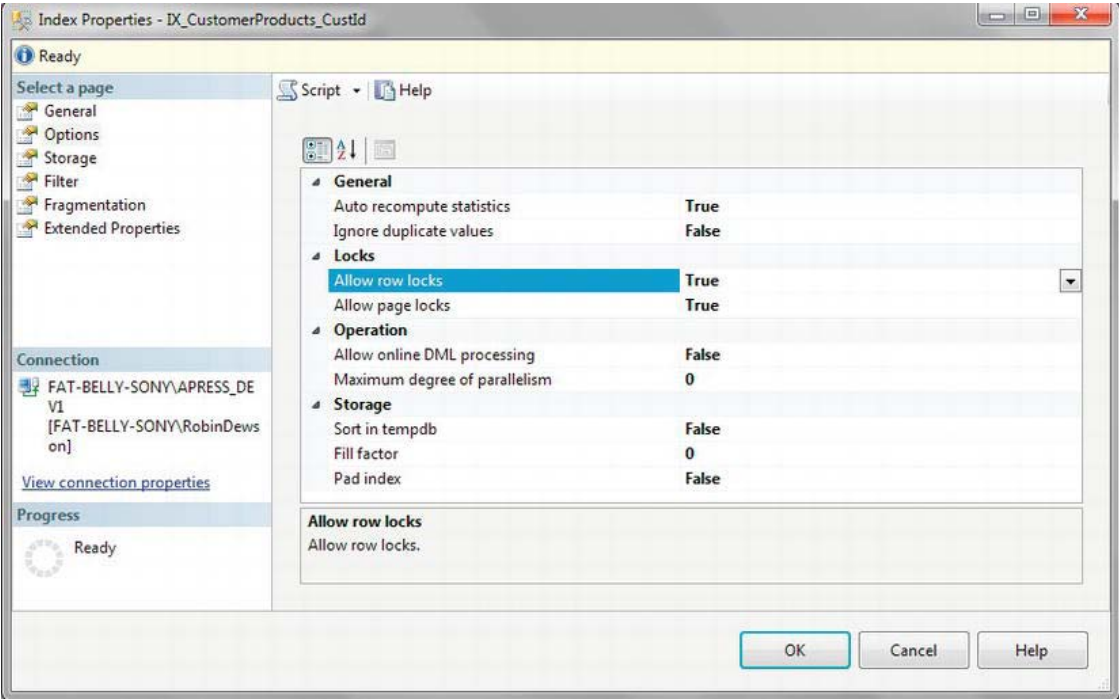 Index Properties - IX_CustomerProducts_CustId
Ready
Select a page
General
Options
Storage
Filter
Fragmentation
Extended Properties
Connection
FAT-BELLY-SONY\APRESS_DE
V1
[FAT-BELLY-SONY\RobinDews
on]
View connection properties
Progress
Ready
Script Help
General
Auto recompute statistics True
Ignore duplicate values False
Locks
Allow row locks True
Allow page locks True
Operation
Allow online DML processing False
Maximum degree of parallelism 0
Storage
Sort in tempdb False
Fill factor 0
Pad index False
Allow row locks
Allow row locks.
OK Cancel Help